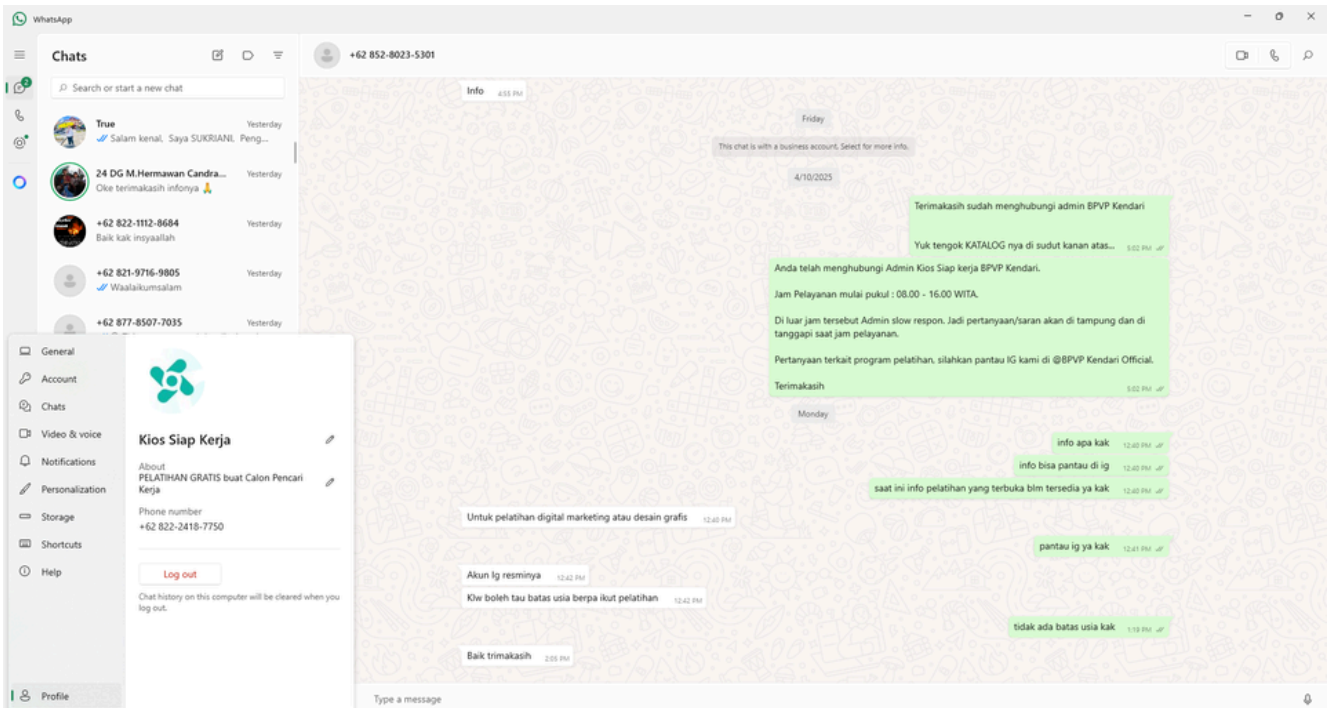 WhatsApp
Chats
+62 852-8023-5301
2
Search or start a new chat
True
Yesterday
Salam kenal, Saya SUKRIANI, Peng...
24 DG M.Hermawan Candra...
Yesterday
Oke terimakasih infonya 🙏
+62 822-1112-8684
Yesterday
Baik kak insyaallah
+62 821-9716-9805
Yesterday
Waalaikumsalam
+62 877-8507-7035
Yesterday
General
Account
Chats
Video & voice
Notifications
Personalization
Storage
Shortcuts
Help
Profile
Kios Siap Kerja
About
PELATIHAN GRATIS buat Calon Pencari
Kerja
Phone number
+62 822-2418-7750
Log out
Chat history on this computer will be cleared when you
log out.
Info 4:55 PM
Friday
This chat is with a business account. Select for more info.
4/10/2025
Terimakasih sudah menghubungi admin BPVP Kendari
Yuk tengok KATALOG nya di sudut kanan atas... 5:02 PM
Anda telah menghubungi Admin Kios Siap kerja BPVP Kendari.
Jam Pelayanan mulai pukul : 08.00 - 16.00 WITA.
Di luar jam tersebut Admin slow respon. Jadi pertanyaan/saran akan di tampung dan di
tanggapi saat jam pelayanan.
Pertanyaan terkait program pelatihan, silahkan pantau IG kami di @BPVP Kendari Official.
Terimakasih 5:02 PM
Monday
info apa kak 12:40 PM
info bisa pantau di ig 12:40 PM
saat ini info pelatihan yang terbuka blm tersedia ya kak 12:40 PM
Untuk pelatihan digital marketing atau desain grafis 12:40 PM
pantau ig ya kak 12:41 PM
Akun Ig resminya 12:42 PM
Klw boleh tau batas usia berpa ikut pelatihan 12:42 PM
tidak ada batas usia kak 1:19 PM
Baik trimakasih 2:05 PM
Type a message